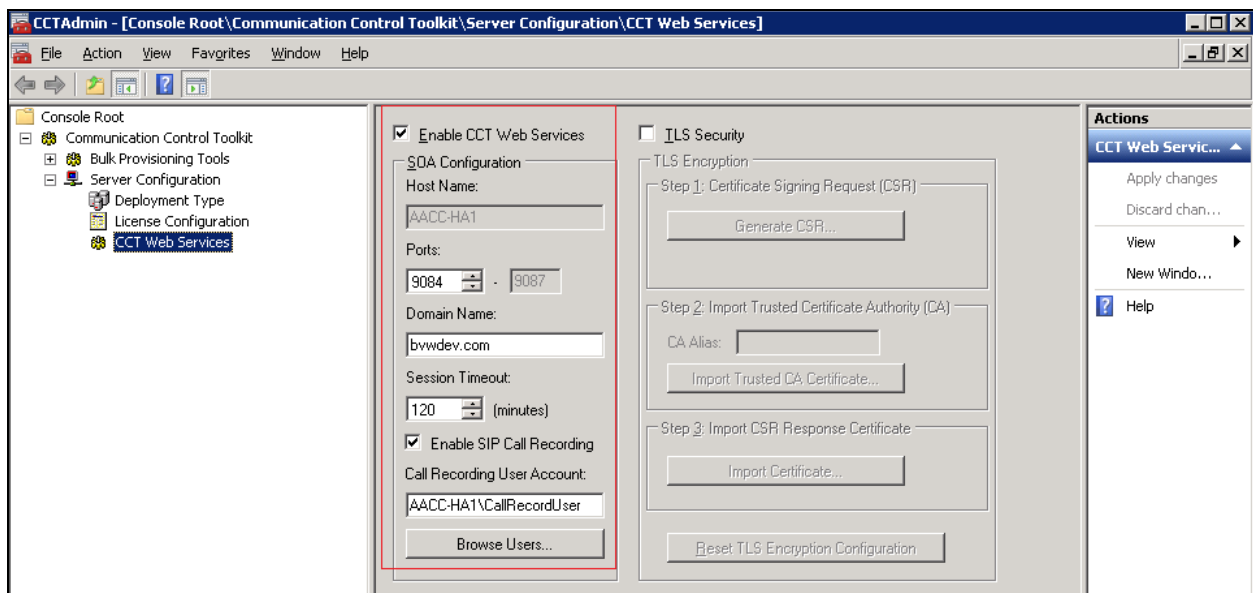 CCTAdmin - [Console Root\Communication Control Toolkit\Server Configuration\CCT Web Services]
File Action View Favorites Window Help
Console Root
Communication Control Toolkit
Bulk Provisioning Tools
Server Configuration
Deployment Type
License Configuration
CCT Web Services
Enable CCT Web Services
SOA Configuration
Host Name:
AACC-HA1
Ports:
9084 - 9087
Domain Name:
bvwdev.com
Session Timeout:
120 (minutes)
Enable SIP Call Recording
Call Recording User Account:
AACC-HA1\CallRecordUser
Browse Users...
TLS Security
TLS Encryption
Step 1: Certificate Signing Request (CSR)
Generate CSR...
Step 2: Import Trusted Certificate Authority (CA)
CA Alias:
Import Trusted CA Certificate...
Step 3: Import CSR Response Certificate
Import Certificate...
Reset TLS Encryption Configuration
Actions
CCT Web Servic...
Apply changes
Discard chan...
View
New Windo...
Help